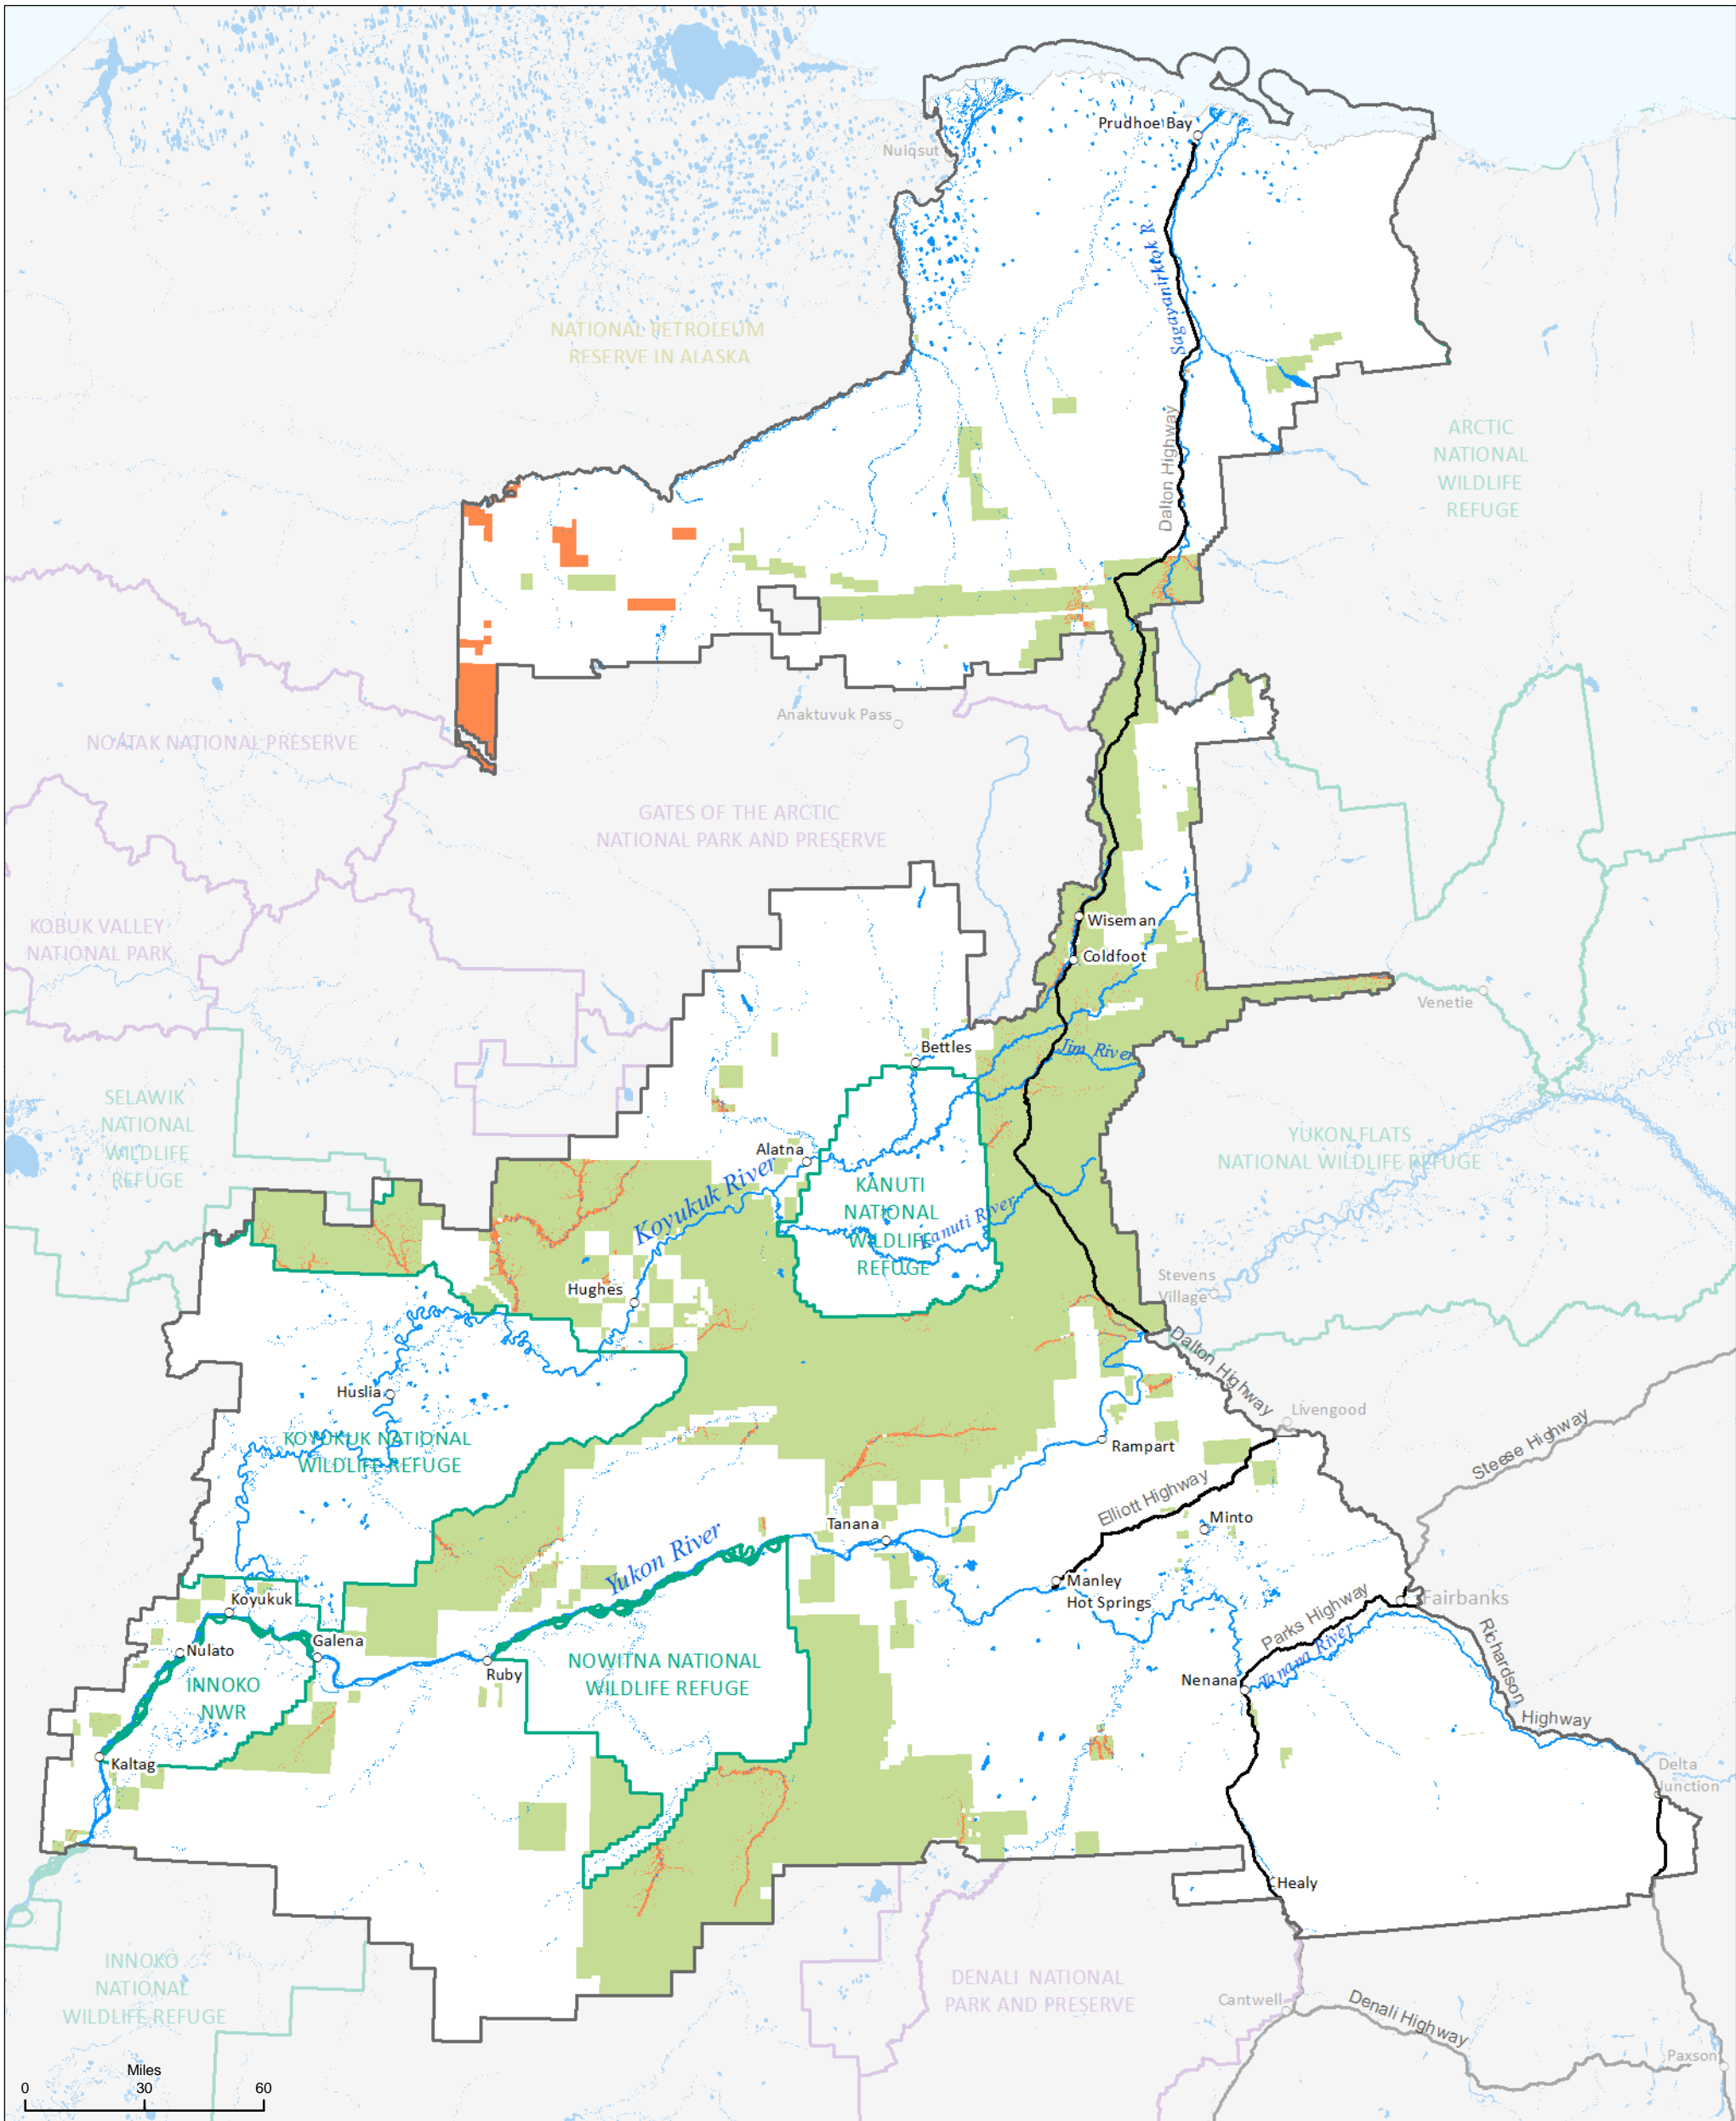 Prudhoe Bay
Nuiqsut
Sagavanirktok R.
NATIONAL PETROLEUM
RESERVE IN ALASKA
Dalton Highway
ARCTIC
NATIONAL
WILDLIFE
REFUGE
Anaktuvuk Pass
NOATAK NATIONAL PRESERVE
GATES OF THE ARCTIC
NATIONAL PARK AND PRESERVE
KOBUK VALLEY
NATIONAL PARK
Wiseman
Coldfoot
Venetie
Bettles
Jim River
SELAWIK
NATIONAL
WILDLIFE
REFUGE
YUKON FLATS
NATIONAL WILDLIFE REFUGE
Alatna
Koyukuk River
KANUTI
NATIONAL
WILDLIFE
REFUGE
Kanuti River
Hughes
Stevens
Village
Dalton Highway
Huslia
Livengood
KOYUKUK NATIONAL
WILDLIFE REFUGE
Rampart
Steese Highway
Elliott Highway
Minto
Tanana
Yukon River
Manley
Hot Springs
Koyukuk
Fairbanks
Parks Highway
Tanana River
Richardson
Highway
Nulato
Galena
Ruby
NOWITNA NATIONAL
WILDLIFE REFUGE
INNOKO
NWR
Nenana
Kaltag
Delta
Junction
Healy
INNOKO
NATIONAL
WILDLIFE REFUGE
DENALI NATIONAL
PARK AND PRESERVE
Cantwell
Denali Highway
Paxson
Miles
0 30 60